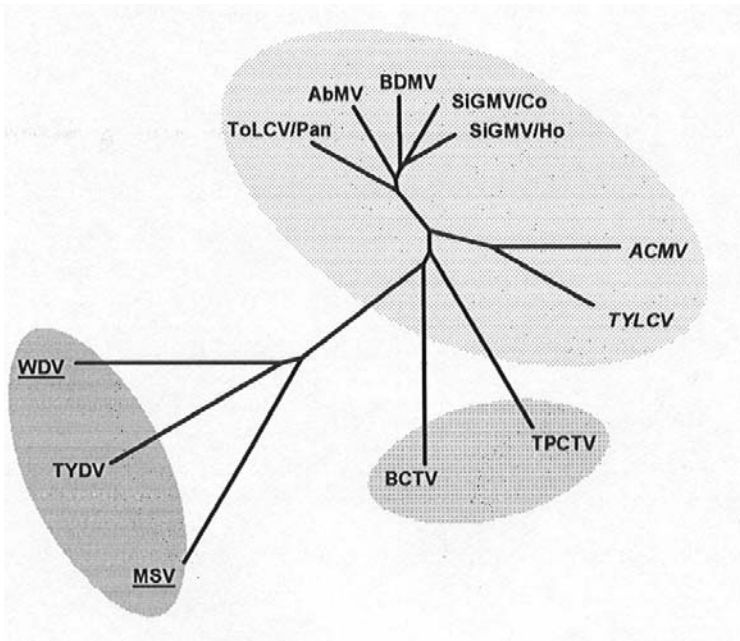 BDMV
AbMV
SiGMV/Co
ToLCV/Pan
SiGMV/Ho
ACMV
TYLCV
WDV
TYDV
TPCTV
BCTV
MSV